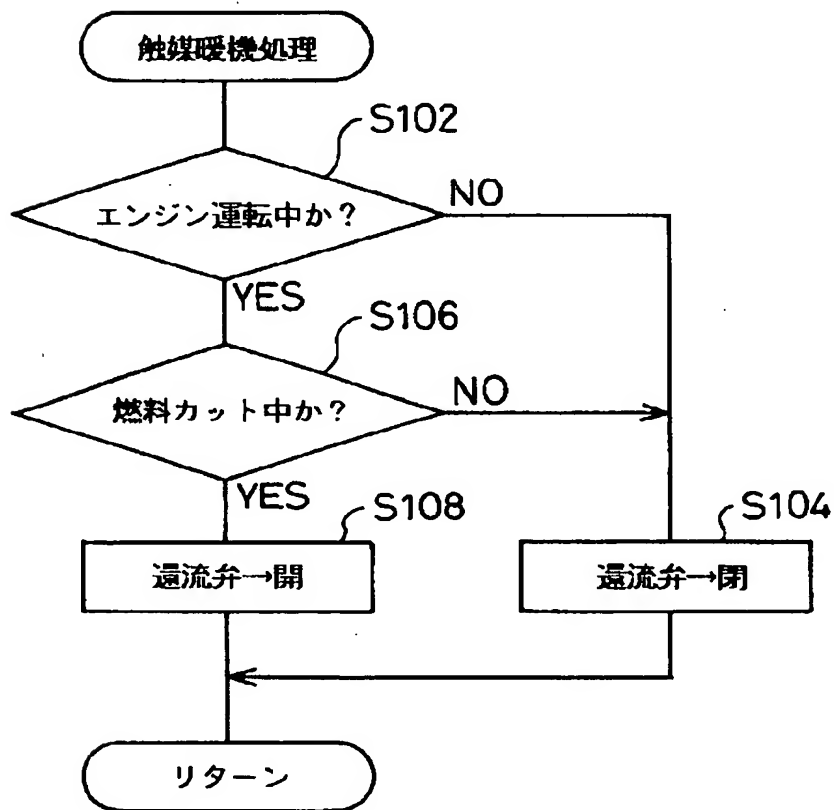 触媒暖機処理
S102
エンジン運転中か？
NO
YES
S106
燃料カット中か？
NO
YES
S108
還流弁→開
S104
還流弁→閉
リターン